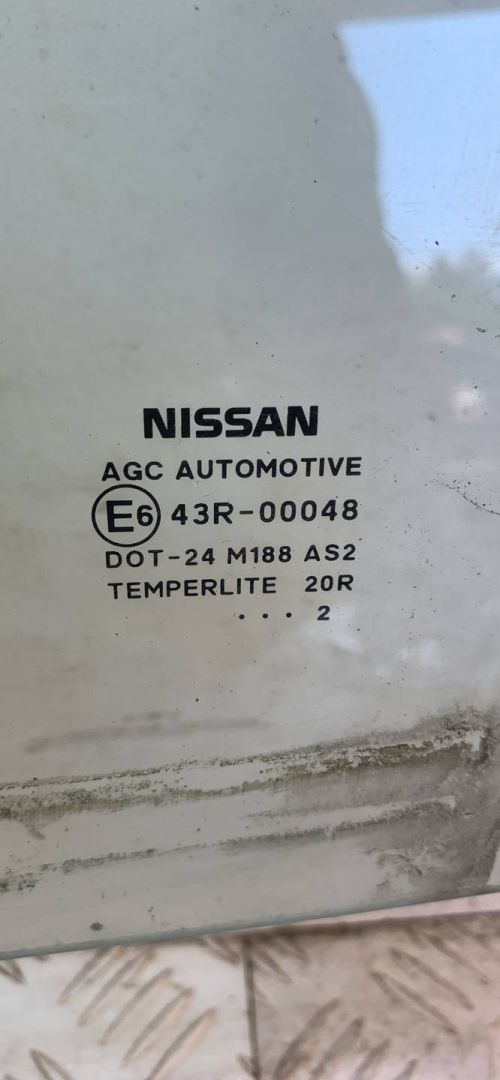 NISSAN
AGC AUTOMOTIVE
E6 43R-00048
DOT-24 M188 AS2
TEMPERLITE 20R
... 2